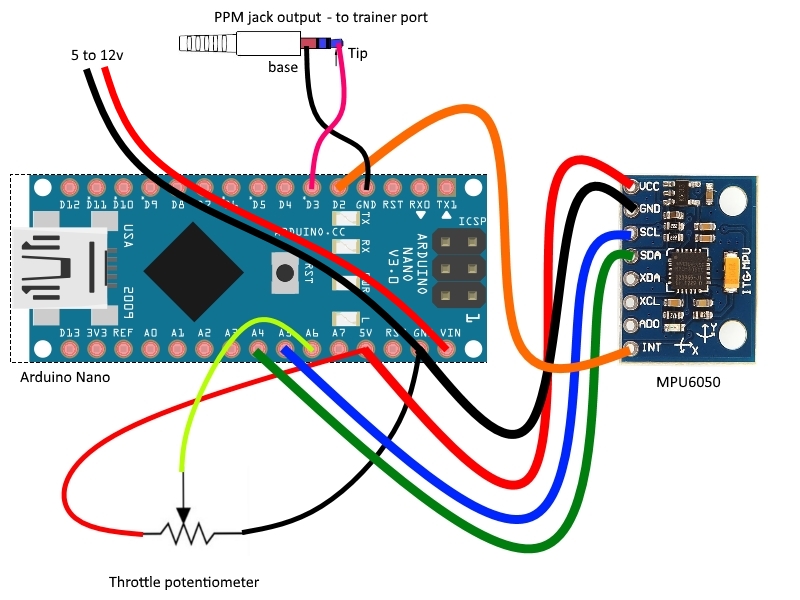 PPM jack output - to trainer port
5 to 12v
Tip
base
D12 D11 D10 D9 D8 D7 D5 D4 D3 D2 GND RST RX0 TX1
TX
RX
L
USA
2009
ARDUINO.CC
RST
ARDUINO
NANO
V3.0
ICSP
1
D13 3V3 REF A0 A1 A2 A3 A4 A5 A6 A7 5V RST GND VIN
VCC
GND
SCL
SDA
XDA
XCL
ADO
INT
ITG/MPU
Y
X
Arduino Nano
MPU6050
Throttle potentiometer